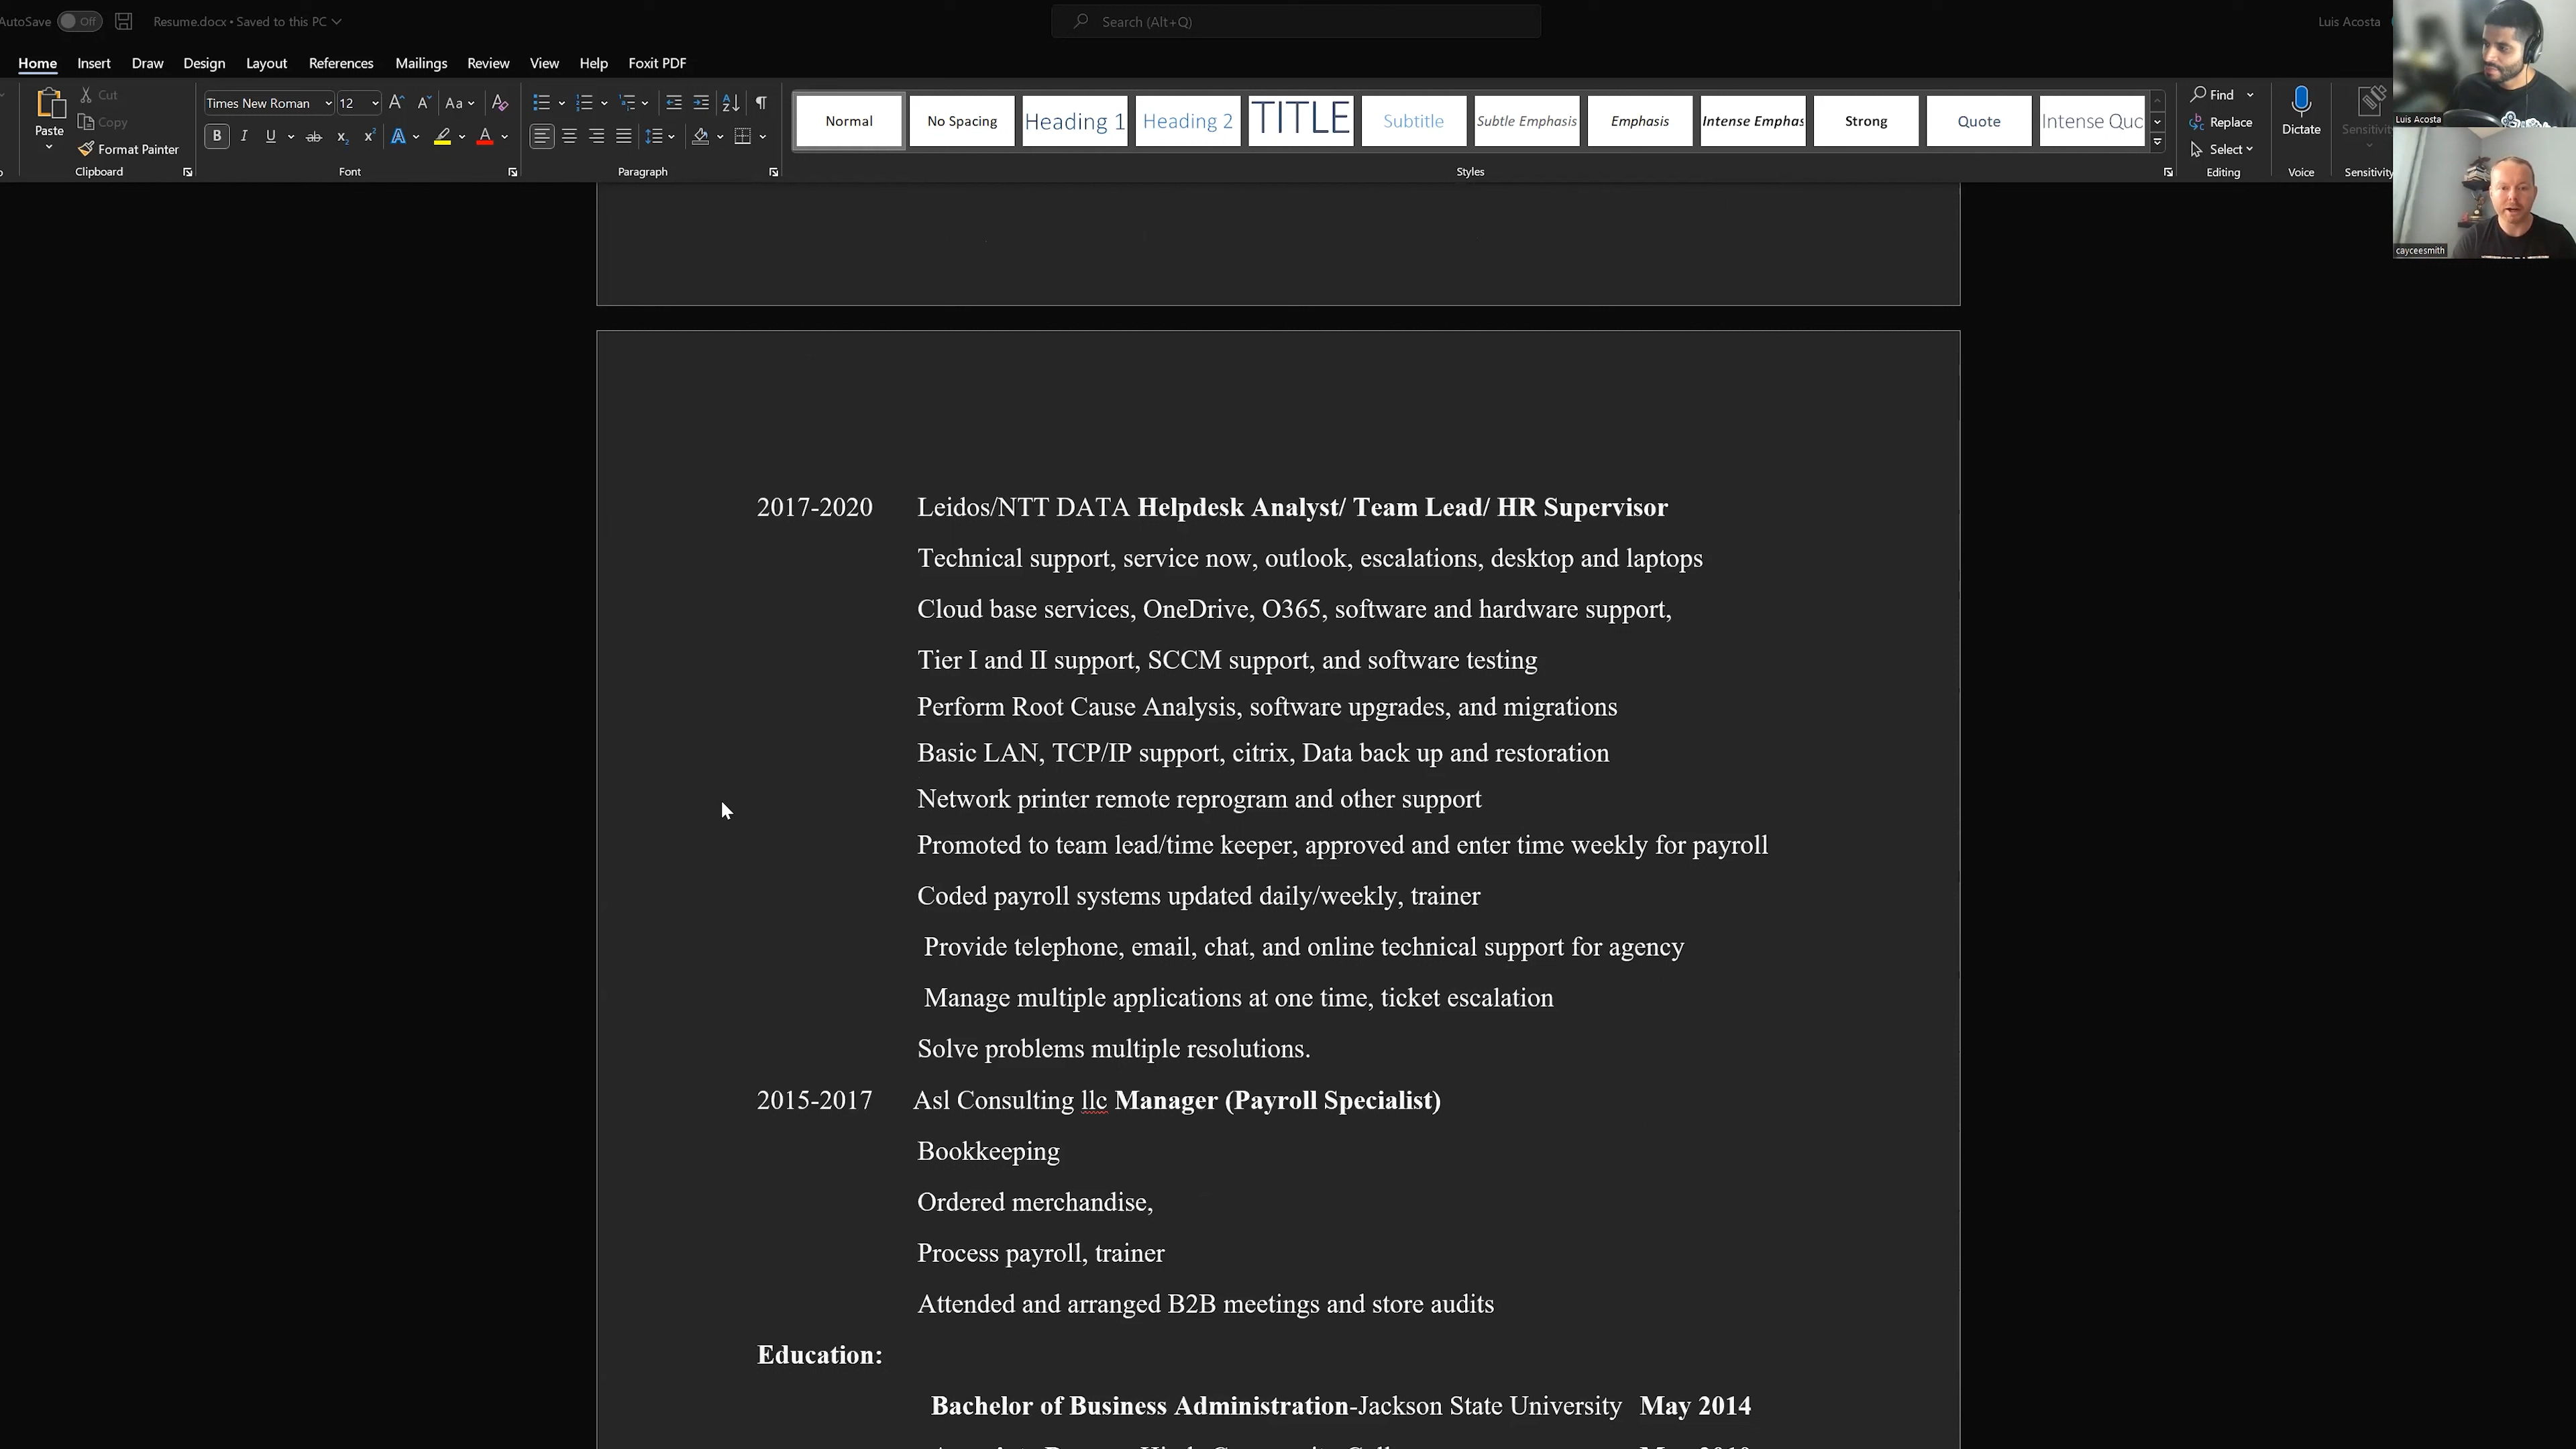 AutoSave Off Resume.docx • Saved to this PC Search (Alt+Q) Luis Acosta
Home Insert Draw Design Layout References Mailings Review View Help Foxit PDF
Paste Cut Copy Format Painter
Clipboard
Times New Roman 12
Font
Paragraph
Normal No Spacing Heading 1 Heading 2 TITLE Subtitle Subtle Emphasis Emphasis Intense Emphas Strong Quote Intense Quo
Styles
Find
Replace
Select
Editing
Dictate
Voice
Sensitivity
Sensitivity
Luis Acosta
cayceesmith
2017-2020 Leidos/NTT DATA Helpdesk Analyst/ Team Lead/ HR Supervisor
Technical support, service now, outlook, escalations, desktop and laptops
Cloud base services, OneDrive, O365, software and hardware support,
Tier I and II support, SCCM support, and software testing
Perform Root Cause Analysis, software upgrades, and migrations
Basic LAN, TCP/IP support, citrix, Data back up and restoration
Network printer remote reprogram and other support
Promoted to team lead/time keeper, approved and enter time weekly for payroll
Coded payroll systems updated daily/weekly, trainer
Provide telephone, email, chat, and online technical support for agency
Manage multiple applications at one time, ticket escalation
Solve problems multiple resolutions.
2015-2017 Asl Consulting llc Manager (Payroll Specialist)
Bookkeeping
Ordered merchandise,
Process payroll, trainer
Attended and arranged B2B meetings and store audits
Education:
Bachelor of Business Administration-Jackson State University May 2014